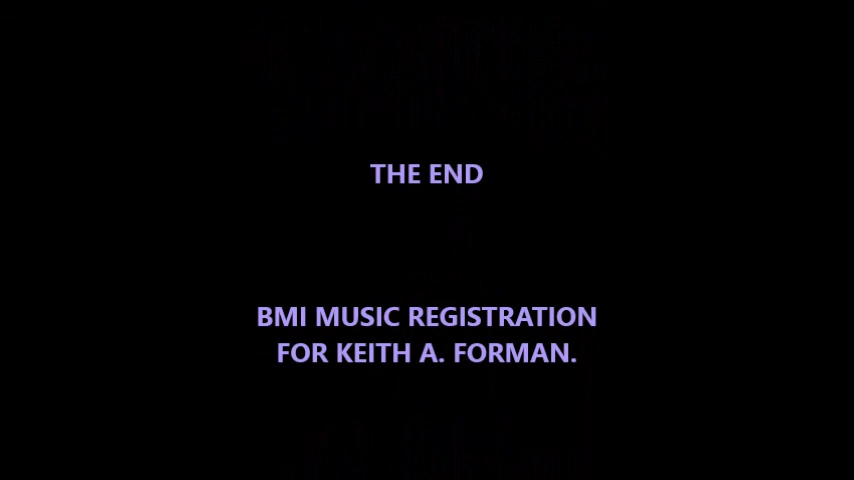 THE END
BMI MUSIC REGISTRATION
FOR KEITH A. FORMAN.